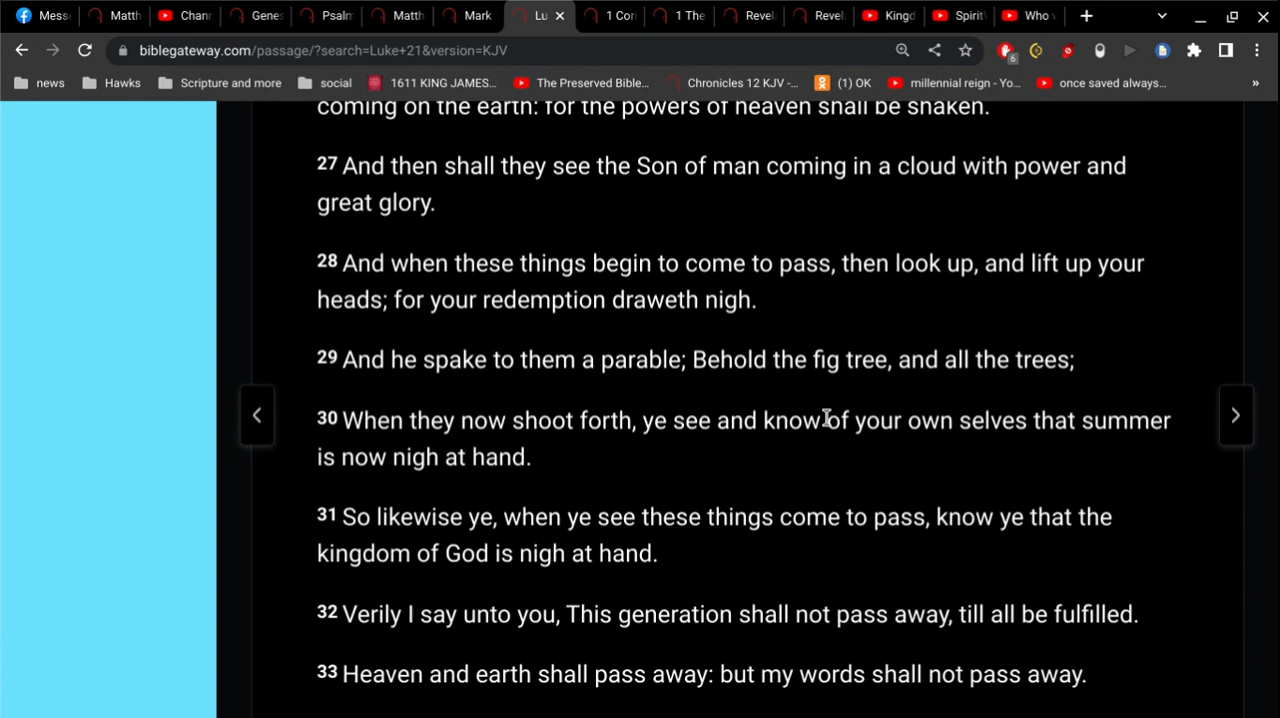 Mess
Matth
Chann
Genes
Psalm
Matth
Mark
Lu
1 Cori
1 The
Revel
Revel
Kingd
Spirit
Who v
biblegateway.com/passage/?search=Luke+21&version=KJV
6
news
Hawks
Scripture and more
social
1611 KING JAMES...
The Preserved Bible...
Chronicles 12 KJV -...
(1) OK
millennial reign - Yo...
once saved always...
»
coming on the earth: for the powers of heaven shall be shaken.
27 And then shall they see the Son of man coming in a cloud with power and
great glory.
28 And when these things begin to come to pass, then look up, and lift up your
heads; for your redemption draweth nigh.
29 And he spake to them a parable; Behold the fig tree, and all the trees;
30 When they now shoot forth, ye see and know of your own selves that summer
is now nigh at hand.
31 So likewise ye, when ye see these things come to pass, know ye that the
kingdom of God is nigh at hand.
32 Verily I say unto you, This generation shall not pass away, till all be fulfilled.
33 Heaven and earth shall pass away: but my words shall not pass away.